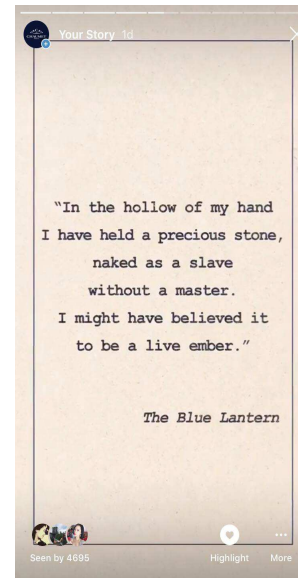 Your Story 1d
“In the hollow of my hand
I have held a precious stone,
naked as a slave
without a master.
I might have believed it
to be a live ember.”
The Blue Lantern
Seen by 4695
Highlight
More